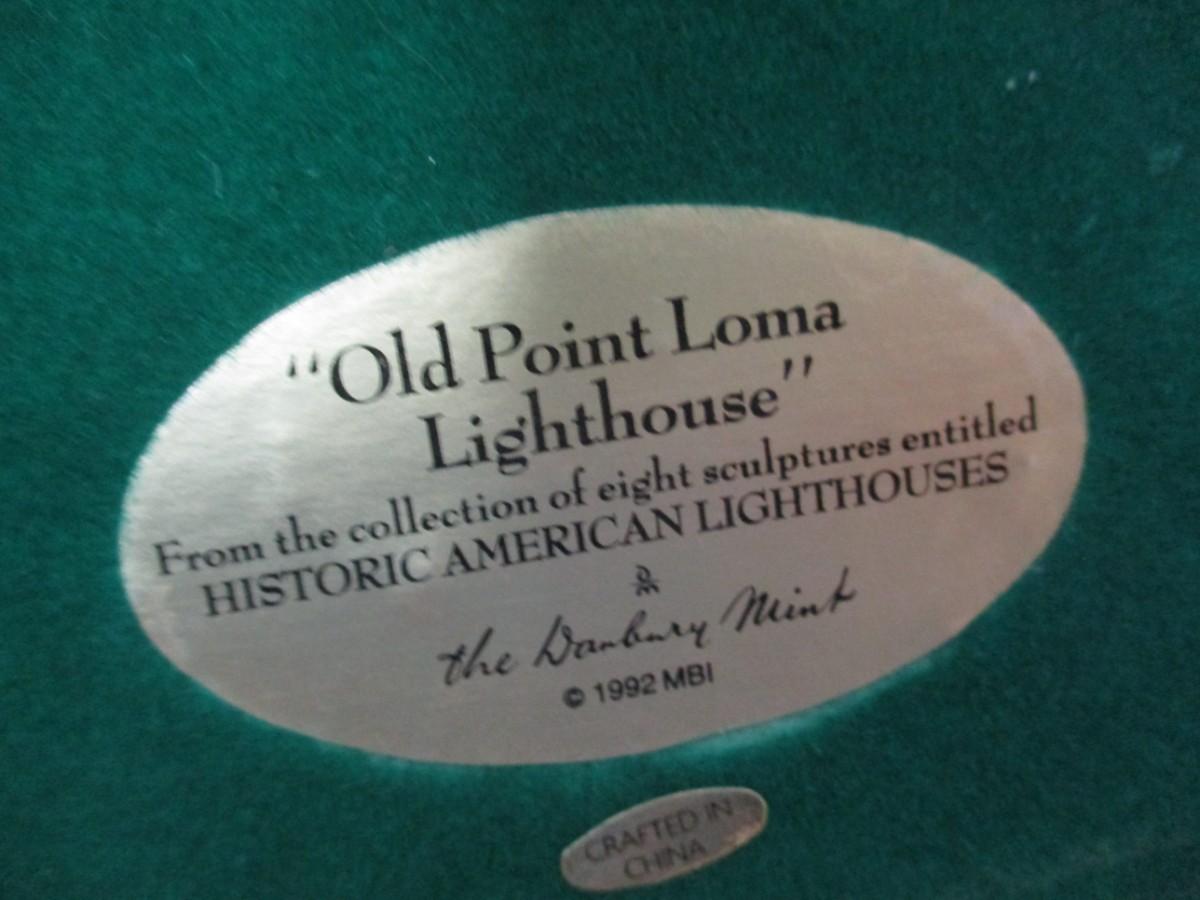 “Old Point Loma
Lighthouse”
From the collection of eight sculptures entitled
HISTORIC AMERICAN LIGHTHOUSES
the Danbury Mint
© 1992 MBI
CRAFTED IN
CHINA